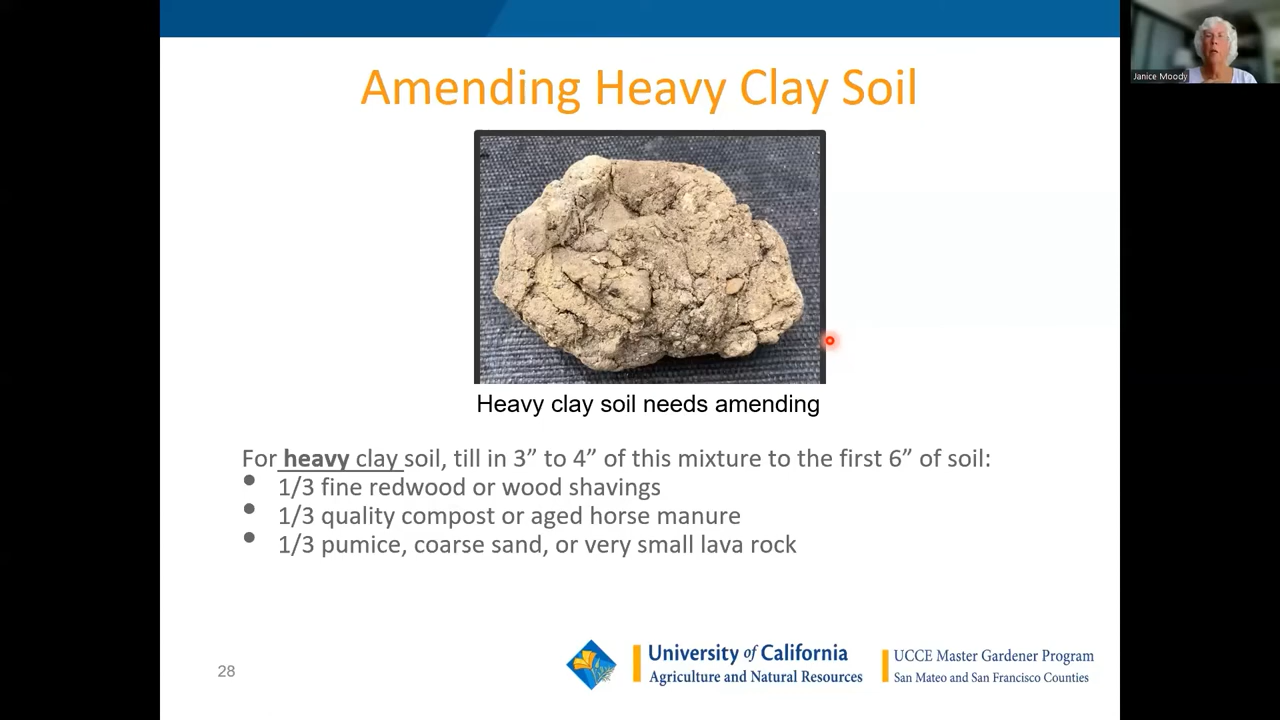 Amending Heavy Clay Soil
Janice Moody
Heavy clay soil needs amending
For heavy clay soil, till in 3” to 4” of this mixture to the first 6” of soil:
• 1/3 fine redwood or wood shavings
• 1/3 quality compost or aged horse manure
• 1/3 pumice, coarse sand, or very small lava rock
28
University of California
Agriculture and Natural Resources
UCCE Master Gardener Program
San Mateo and San Francisco Counties